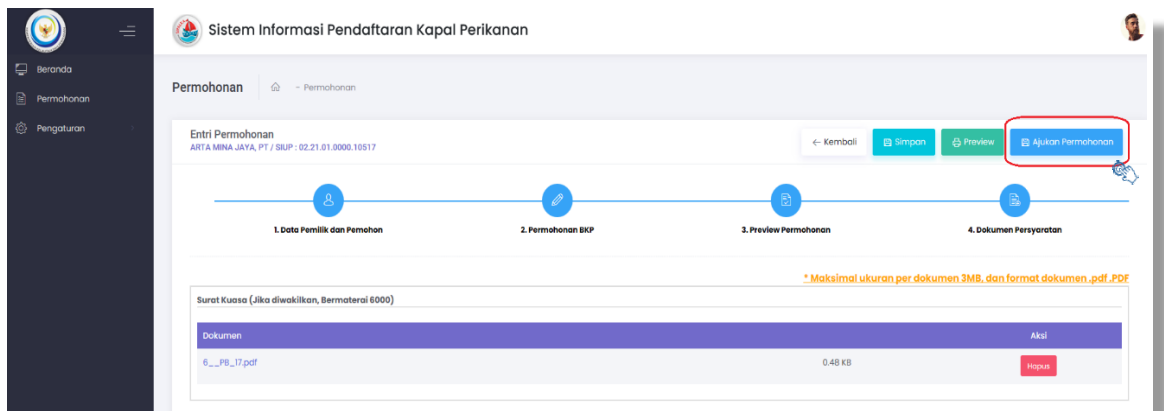 Sistem Informasi Pendaftaran Kapal Perikanan
Beranda
Permohonan
Pengaturan
Permohonan - Permohonan
Entri Permohonan
ARTA MINA JAYA, PT / SIUP : 02.21.01.0000.10517
← Kembali Simpan Preview Ajukan Permohonan
1. Data Pemilik dan Pemohon 2. Permohonan BKP 3. Preview Permohonan 4. Dokumen Persyaratan
* Maksimal ukuran per dokumen 3MB, dan format dokumen .pdf .PDF
Surat Kuasa (Jika diwakilkan, Bermaterai 6000)
Dokumen Aksi
6__PB_17.pdf 0.48 KB Hapus